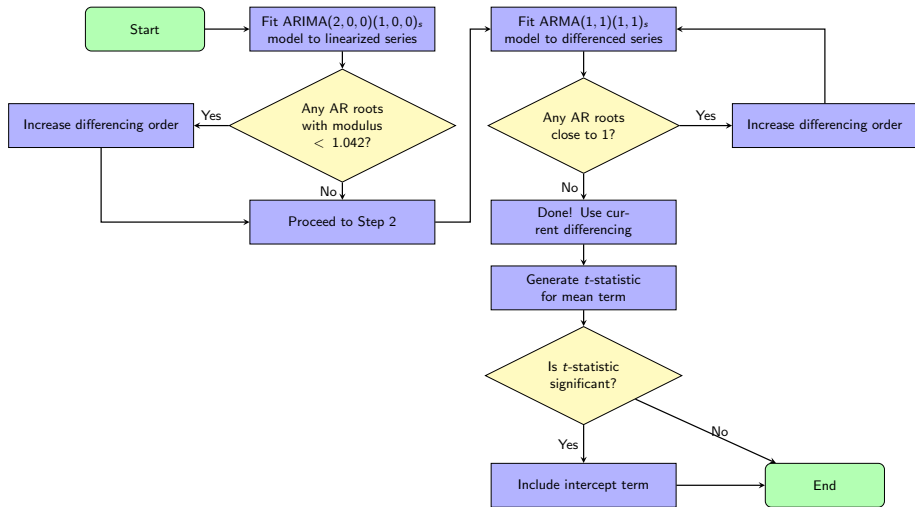 Start
Fit ARIMA(2, 0, 0)(1, 0, 0)ₛ
model to linearized series
Fit ARMA(1, 1)(1, 1)ₛ
model to differenced series
Any AR roots
with modulus
< 1.042?
Yes
Increase differencing order
No
Proceed to Step 2
Any AR roots
close to 1?
Yes
Increase differencing order
No
Done! Use cur-
rent differencing
Generate t-statistic
for mean term
Is t-statistic
significant?
Yes
No
Include intercept term
End